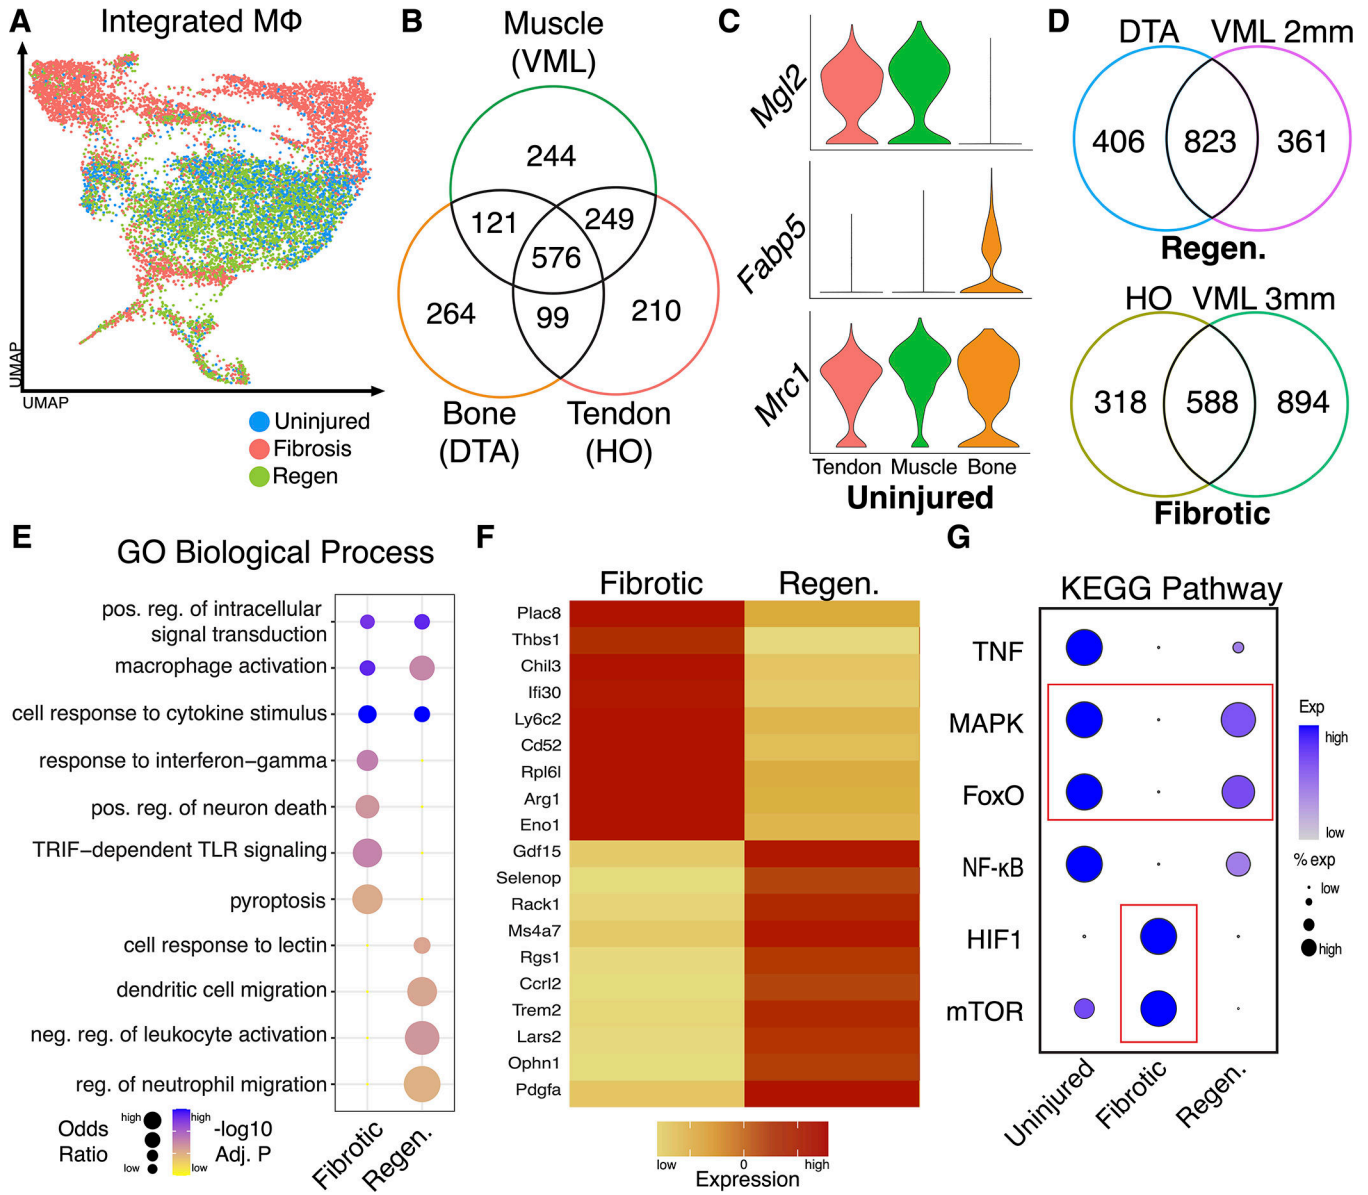 A
Integrated MΦ
UMAP
UMAP
Uninjured
Fibrosis
Regen
B
Muscle
(VML)
244
121
249
576
264
99
210
Bone
(DTA)
Tendon
(HO)
C
Mgl2
Fabp5
Mrc1
Tendon Muscle Bone
Uninjured
D
DTA VML 2mm
406 823 361
Regen.
HO VML 3mm
318 588 894
Fibrotic
E
GO Biological Process
pos. reg. of intracellular
signal transduction
macrophage activation
cell response to cytokine stimulus
response to interferon−gamma
pos. reg. of neuron death
TRIF−dependent TLR signaling
pyroptosis
cell response to lectin
dendritic cell migration
neg. reg. of leukocyte activation
reg. of neutrophil migration
Odds
Ratio
high
low
high
low
-log10
Adj. P
Fibrotic
Regen.
F
Fibrotic Regen.
Plac8
Thbs1
Chil3
Ifi30
Ly6c2
Cd52
Rpl6l
Arg1
Eno1
Gdf15
Selenop
Rack1
Ms4a7
Rgs1
Ccrl2
Trem2
Lars2
Ophn1
Pdgfa
low 0 high
Expression
G
KEGG Pathway
TNF
MAPK
FoxO
NF-κB
HIF1
mTOR
Uninjured
Fibrotic
Regen.
Exp
high
low
% exp
low
high